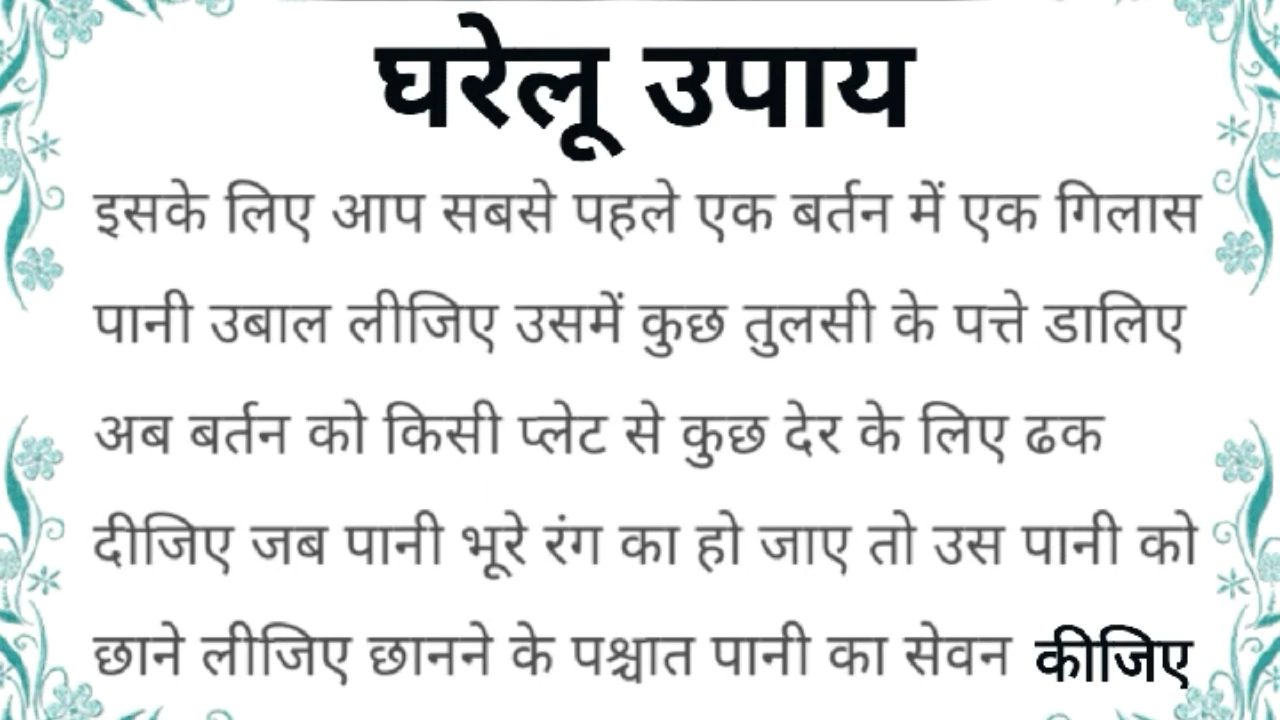 घरेलू उपाय
इसके लिए आप सबसे पहले एक बर्तन में एक गिलास
पानी उबाल लीजिए उसमें कुछ तुलसी के पत्ते डालिए
अब बर्तन को किसी प्लेट से कुछ देर के लिए ढक
दीजिए जब पानी भूरे रंग का हो जाए तो उस पानी को
छाने लीजिए छानने के पश्चात पानी का सेवन कीजिए